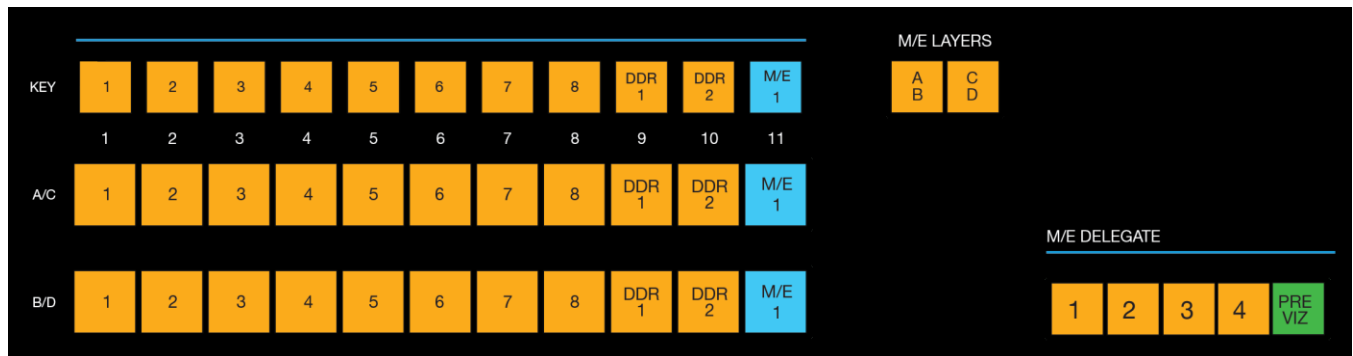 M/E LAYERS
KEY 1 2 3 4 5 6 7 8 DDR 1 DDR 2 M/E 1 A B C D
1 2 3 4 5 6 7 8 9 10 11
A/C 1 2 3 4 5 6 7 8 DDR 1 DDR 2 M/E 1
M/E DELEGATE
B/D 1 2 3 4 5 6 7 8 DDR 1 DDR 2 M/E 1
1 2 3 4 PRE VIZ